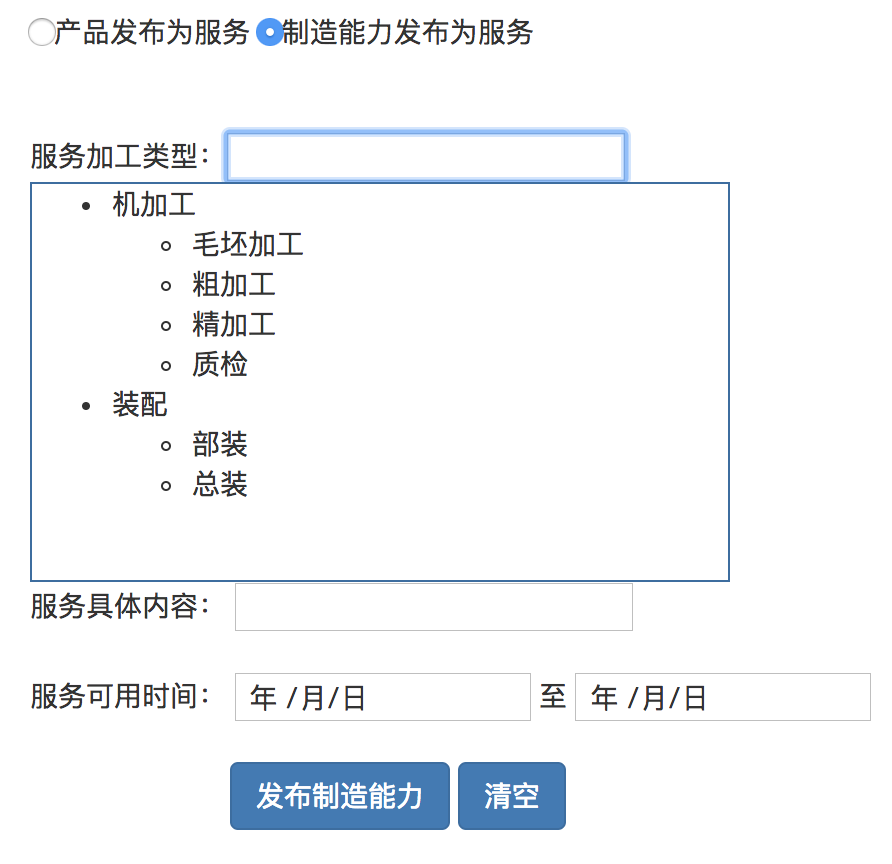 产品发布为服务 制造能力发布为服务
服务加工类型：
机加工
毛坯加工
粗加工
精加工
质检
装配
部装
总装
服务具体内容：
服务可用时间： 年 /月/日 至 年 /月/日
发布制造能力 清空